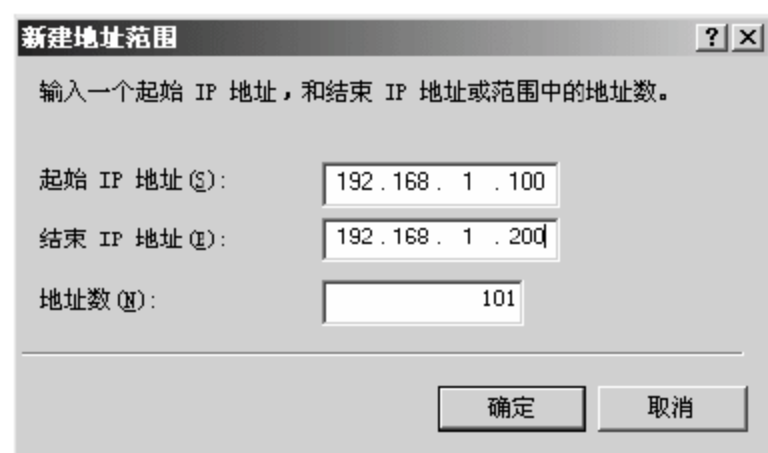 新建地址范围
输入一个起始 IP 地址，和结束 IP 地址或范围中的地址数。
起始 IP 地址(S): 192.168. 1 .100
结束 IP 地址(E): 192.168. 1 .200
地址数(N): 101
确定 取消